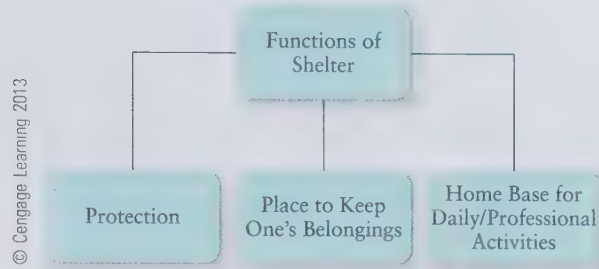 Functions of
Shelter
© Cengage Learning 2013
Protection
Place to Keep
One's Belongings
Home Base for
Daily/Professional
Activities